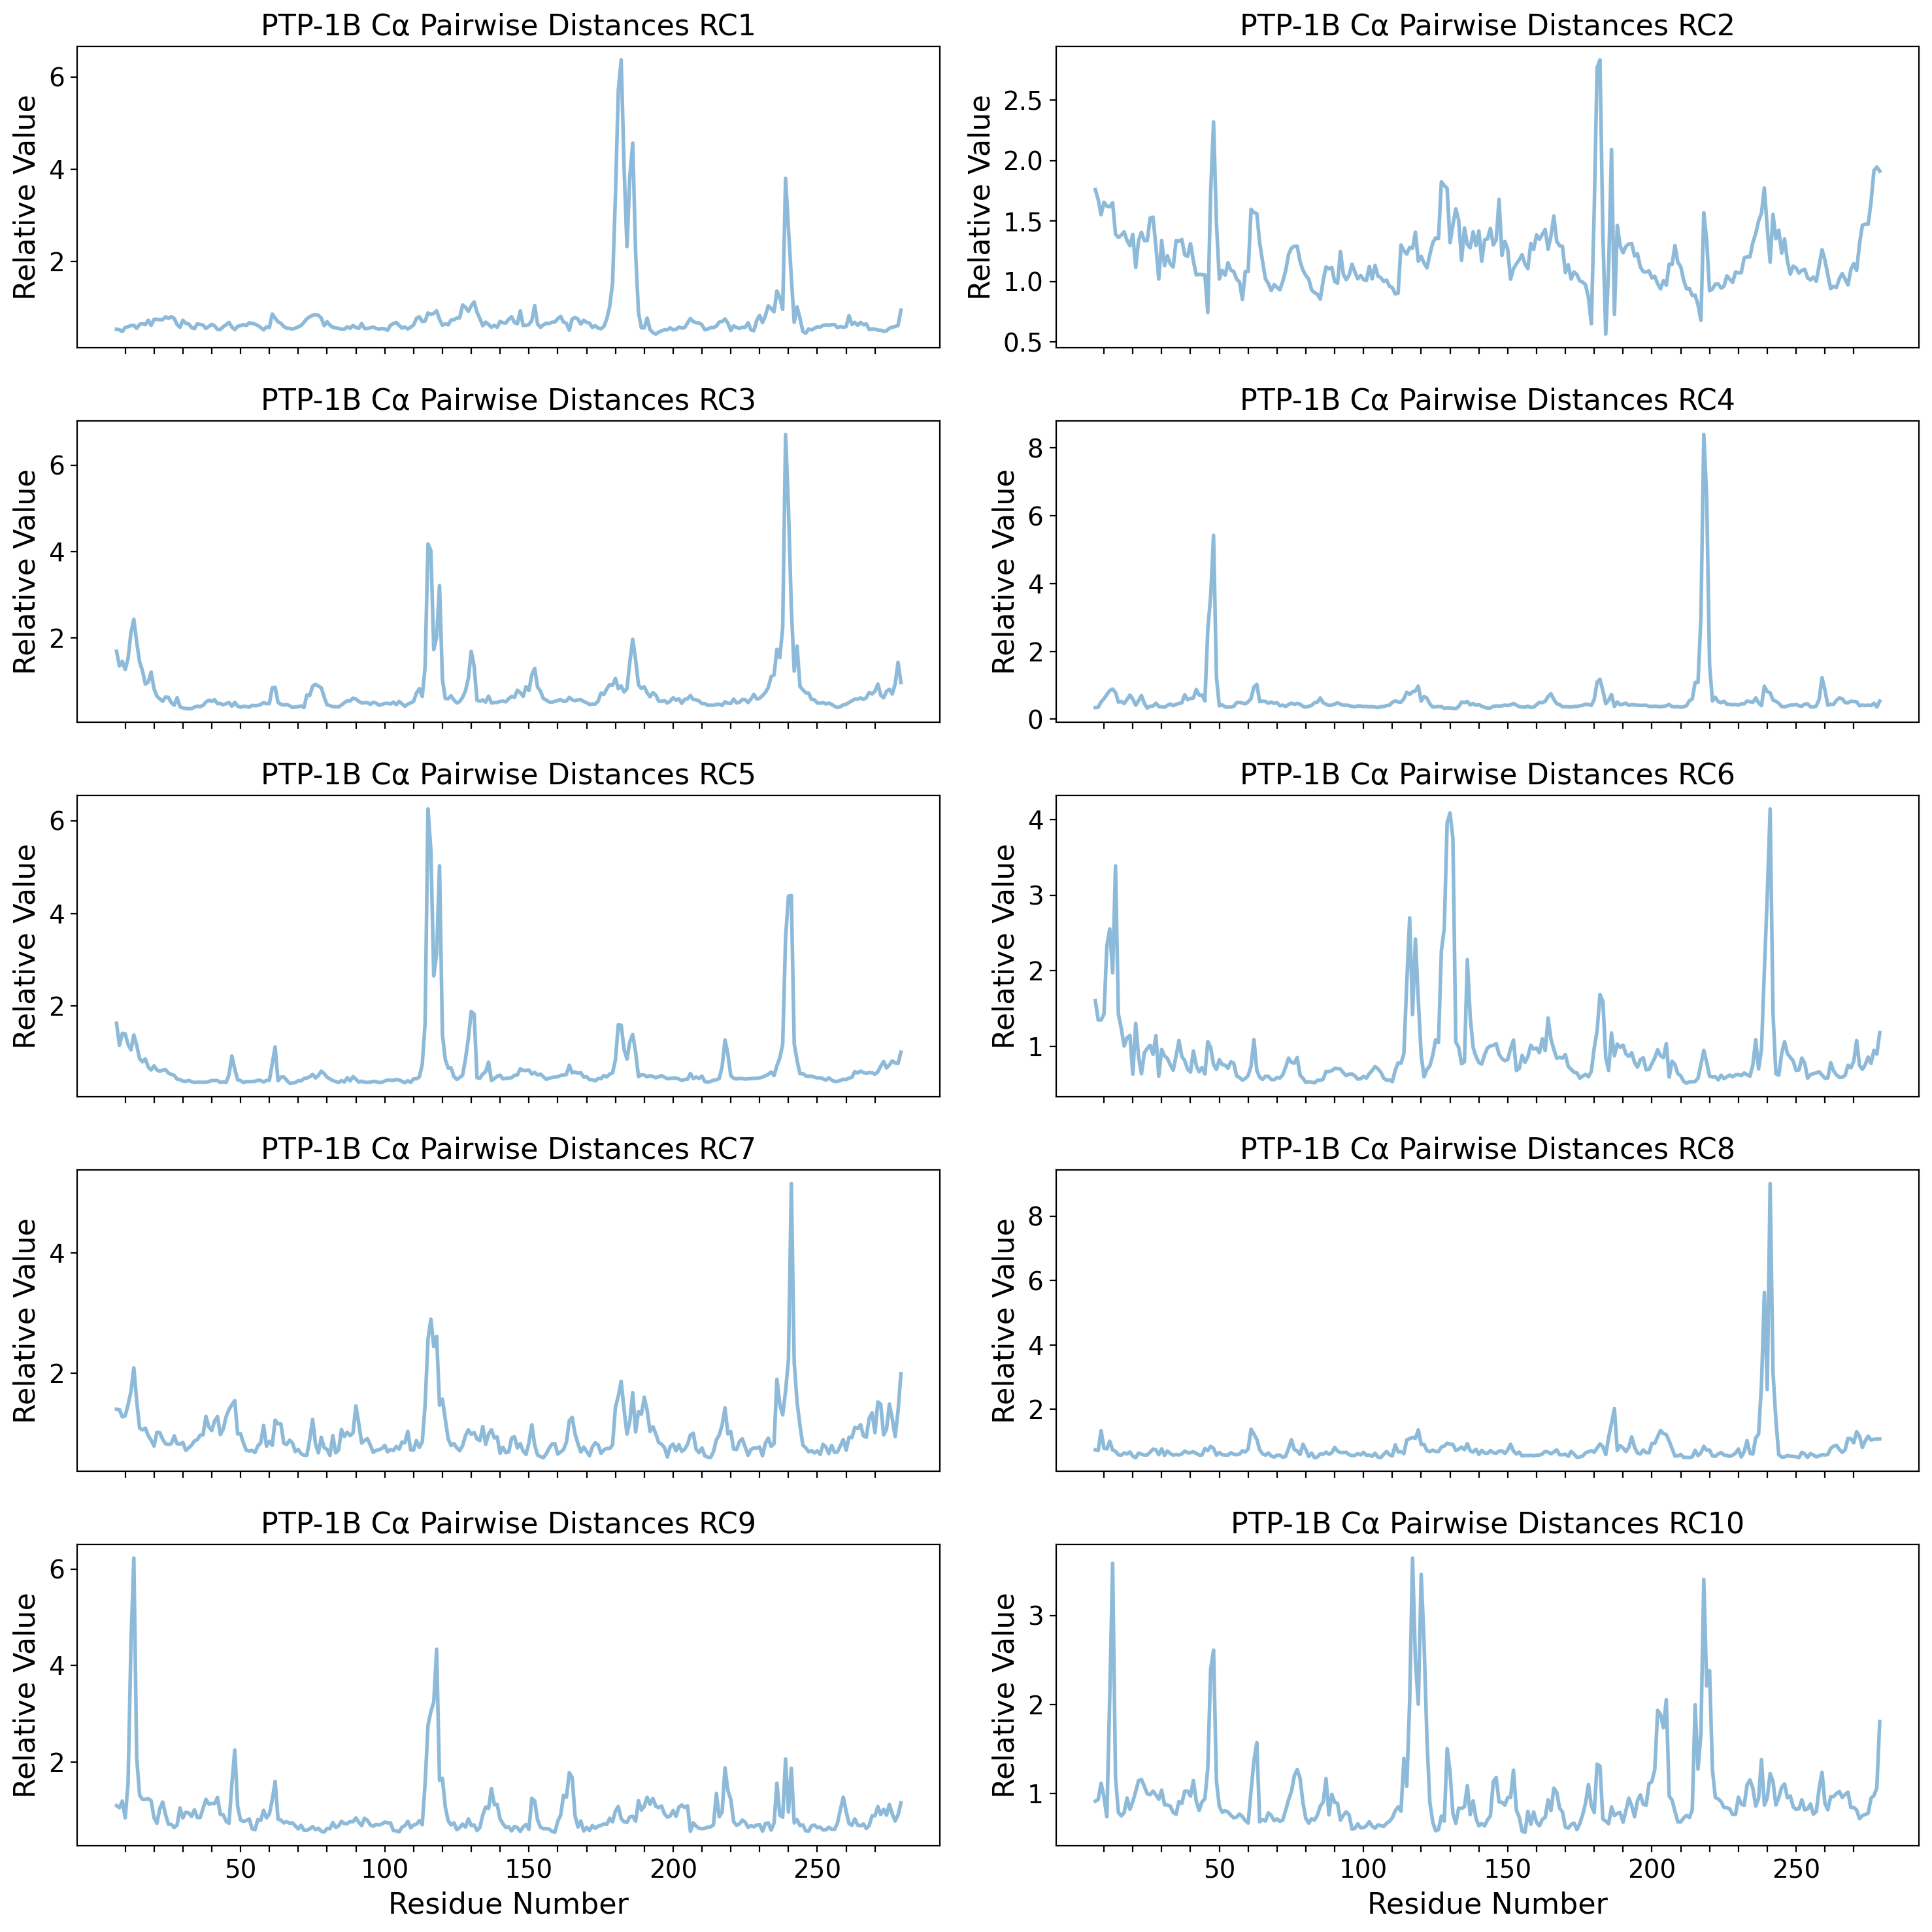 PTP-1B Cα Pairwise Distances RC1
PTP-1B Cα Pairwise Distances RC2
Relative Value
6
4
2
Relative Value
2.5
2.0
1.5
1.0
0.5
PTP-1B Cα Pairwise Distances RC3
PTP-1B Cα Pairwise Distances RC4
Relative Value
6
4
2
Relative Value
8
6
4
2
0
PTP-1B Cα Pairwise Distances RC5
PTP-1B Cα Pairwise Distances RC6
Relative Value
6
4
2
Relative Value
4
3
2
1
PTP-1B Cα Pairwise Distances RC7
PTP-1B Cα Pairwise Distances RC8
Relative Value
4
2
Relative Value
8
6
4
2
PTP-1B Cα Pairwise Distances RC9
PTP-1B Cα Pairwise Distances RC10
Relative Value
6
4
2
Relative Value
3
2
1
50 100 150 200 250
50 100 150 200 250
Residue Number
Residue Number